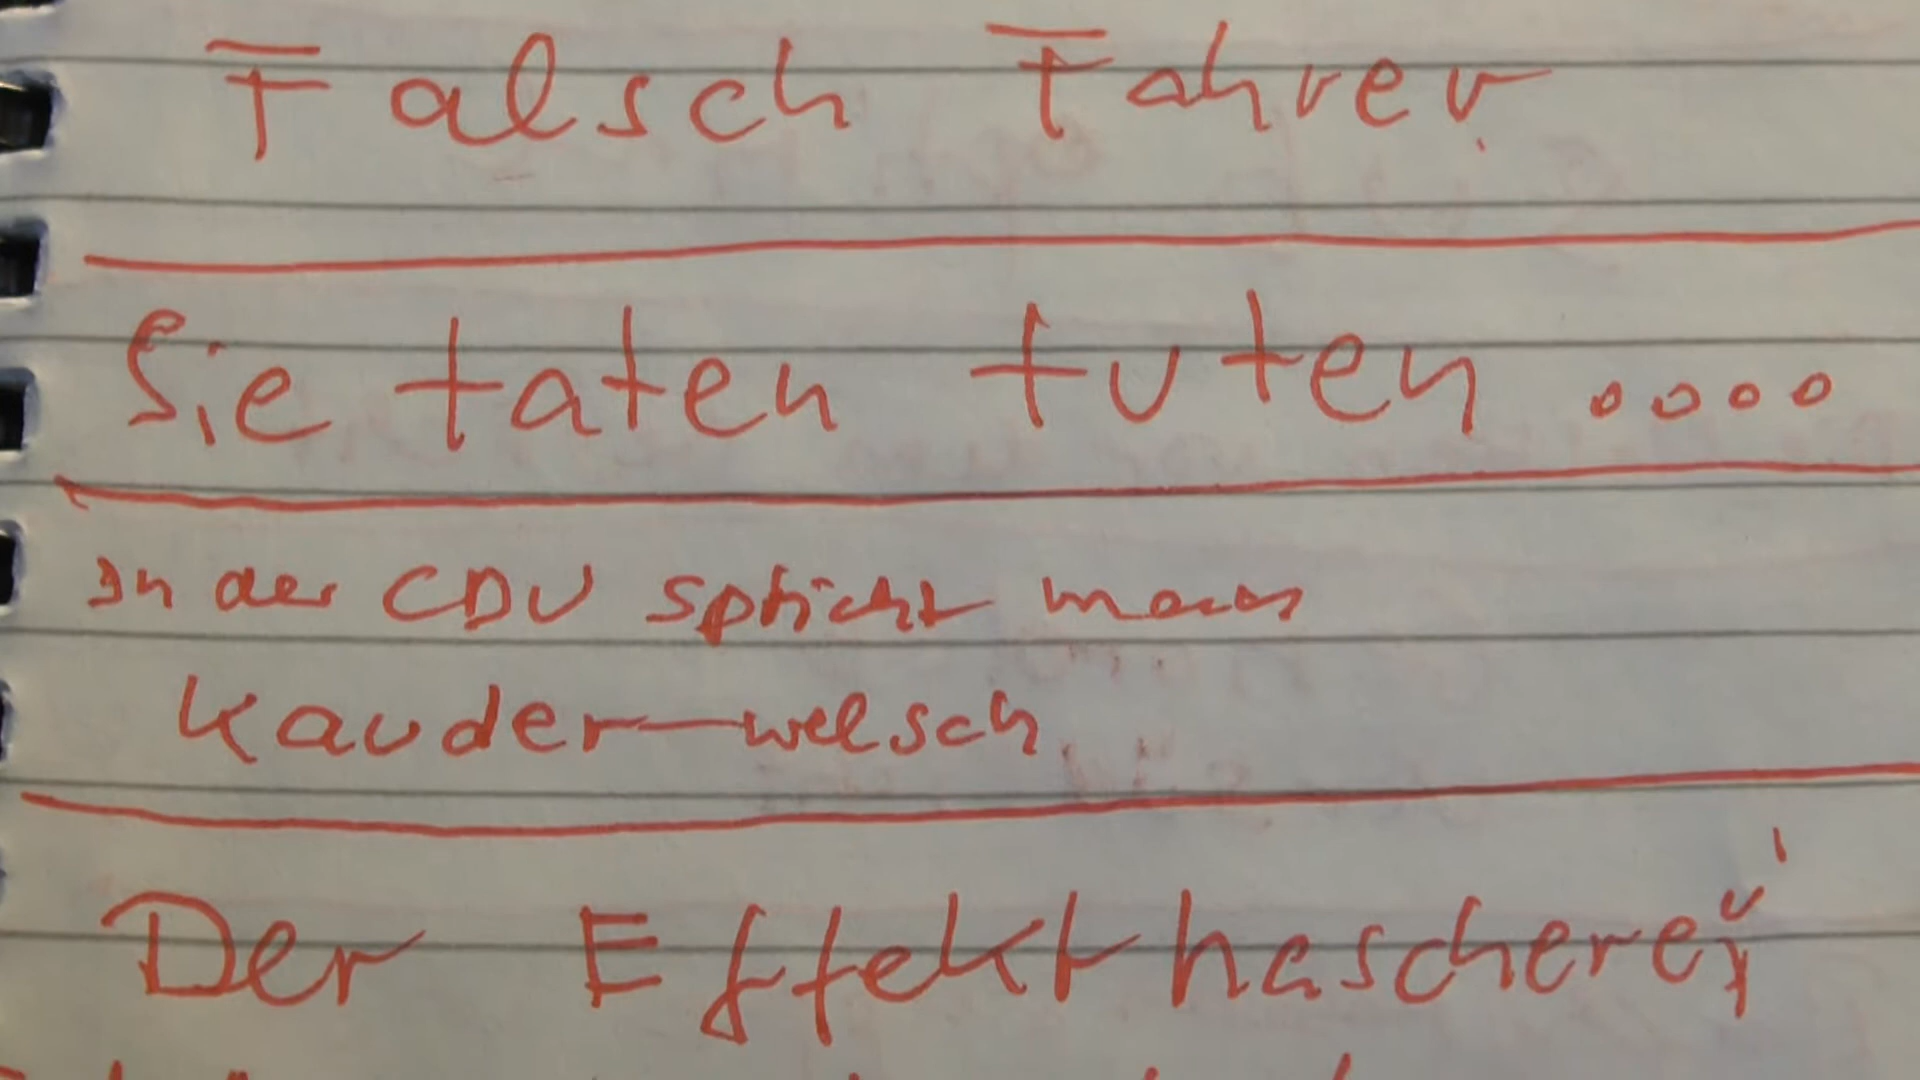 Falsch Fahrer
Sie taten tuten ....
In der CDU spricht man
Kauder-welsch
Der Effekthascherei